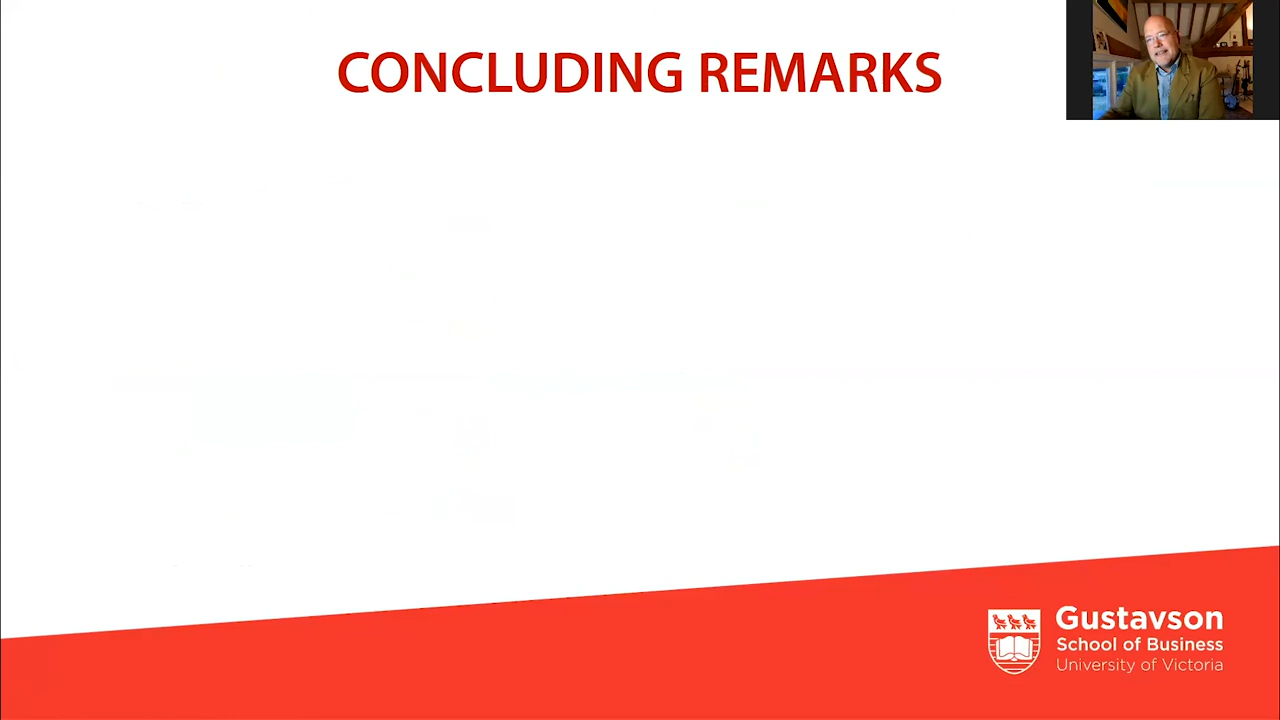 CONCLUDING REMARKS
Gustavson
School of Business
University of Victoria